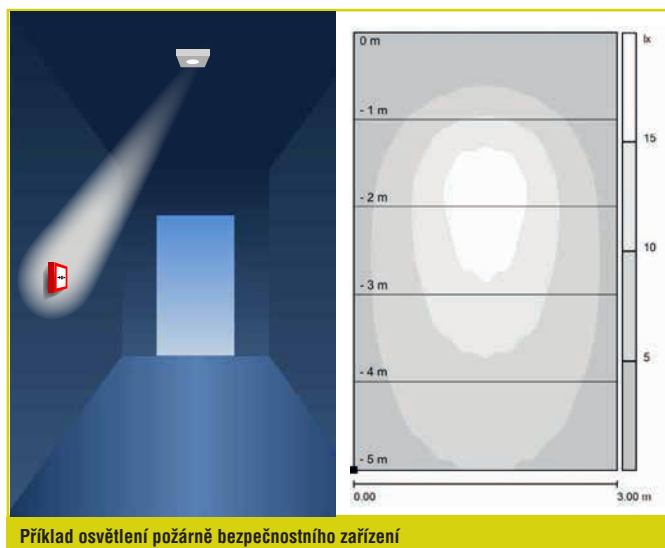 0 m
- 1 m
- 2 m
- 3 m
- 4 m
- 5 m
0.00
3.00 m
lx
15
10
5
Příklad osvětlení požárně bezpečnostního zařízení